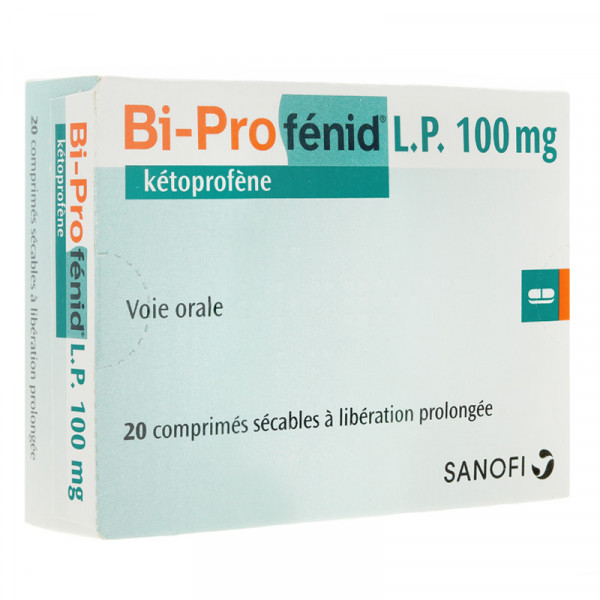 Bi-Profénid® L.P. 100 mg
kétoprofène
Voie orale
20 comprimés sécables à libération prolongée
SANOFI
Bi-Profénid® L.P. 100 mg
kétoprofène
20 comprimés sécables à libération prolongée